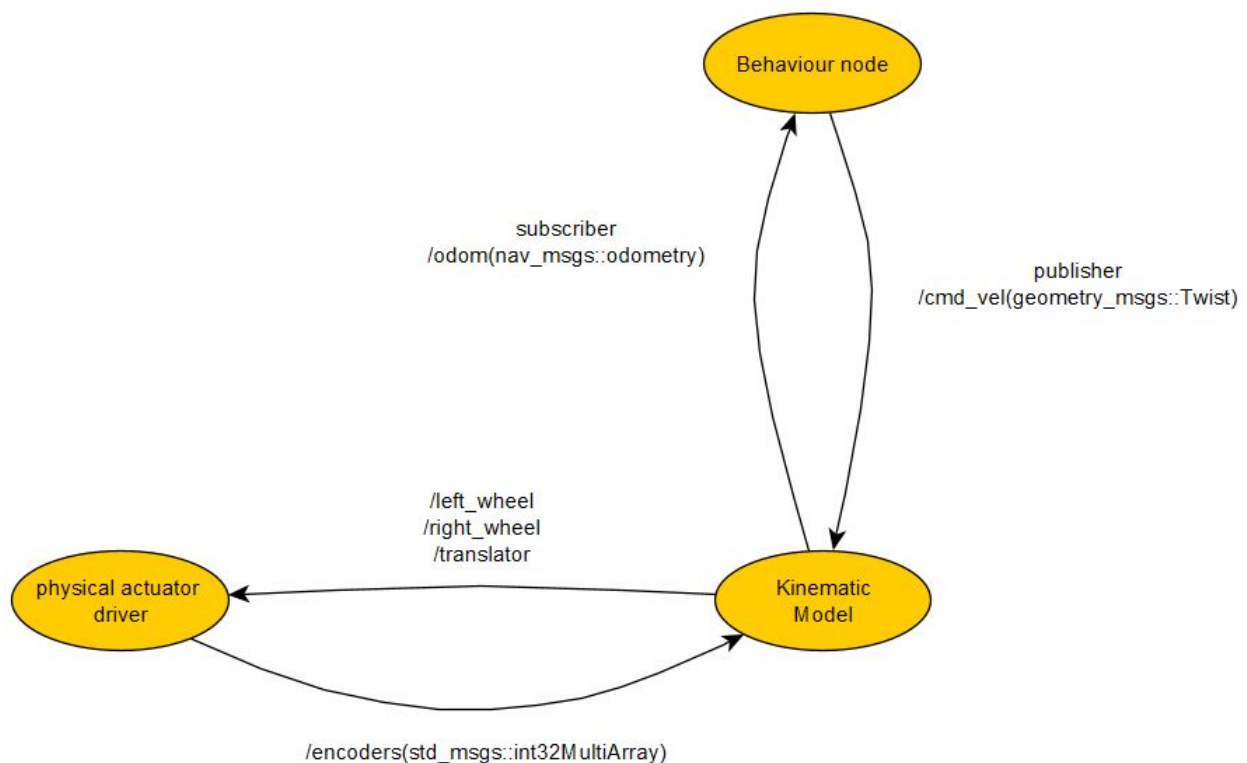 Behaviour node
subscriber
/odom(nav_msgs::odometry)
publisher
/cmd_vel(geometry_msgs::Twist)
/left_wheel
/right_wheel
/translator
physical actuator
driver
Kinematic
Model
/encoders(std_msgs::int32MultiArray)